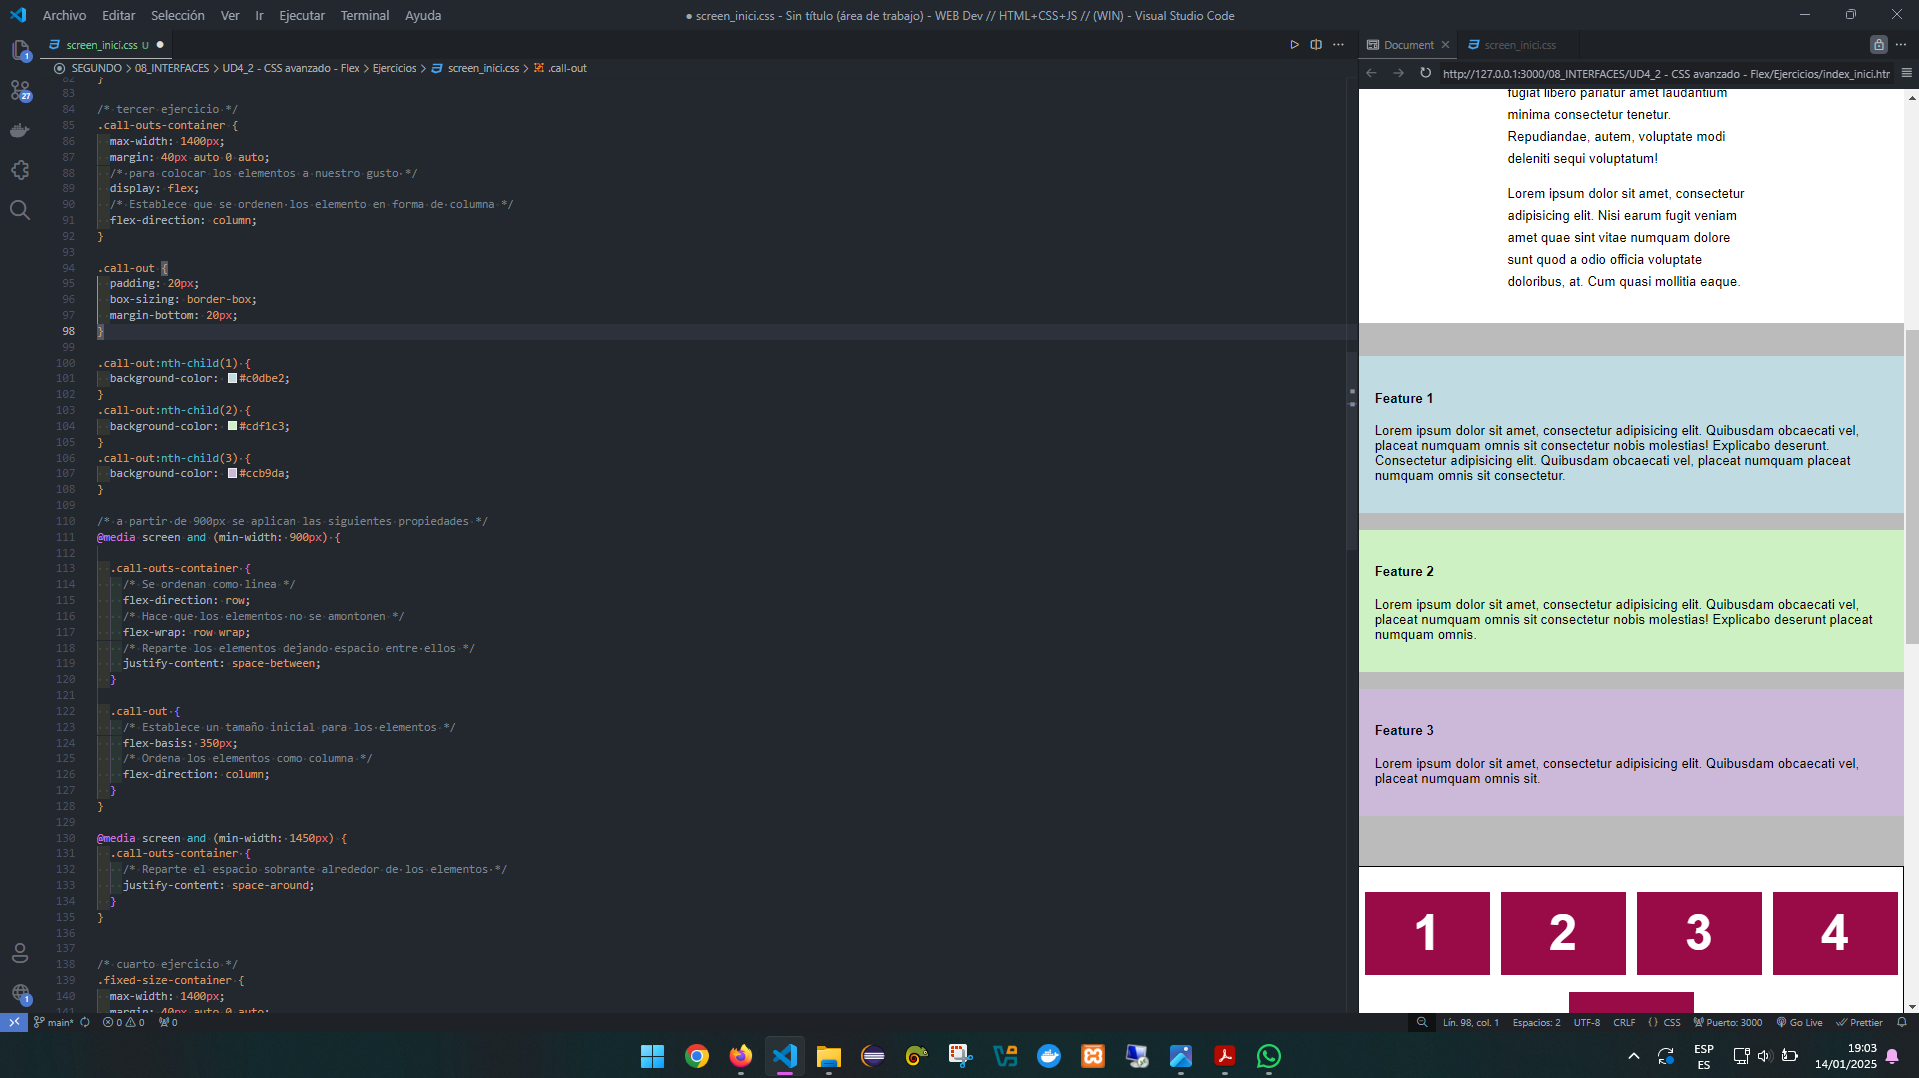 Archivo Editar Selección Ver Ir Ejecutar Terminal Ayuda
● screen_inici.css - Sin título (área de trabajo) - WEB Dev // HTML+CSS+JS // (WIN) - Visual Studio Code
screen_inici.css U ●
SEGUNDO > 08_INTERFACES > UD4_2 - CSS avanzado - Flex > Ejercicios > screen_inici.css > .call-out
1
27
1
82 }
83
84 /* tercer ejercicio */
85 .call-outs-container {
86 max-width: 1400px;
87 margin: 40px auto 0 auto;
88 /* para colocar los elementos a nuestro gusto */
89 display: flex;
90 /* Establece que se ordenen los elemento en forma de columna */
91 flex-direction: column;
92 }
93
94 .call-out {
95 padding: 20px;
96 box-sizing: border-box;
97 margin-bottom: 20px;
98 }
99
100 .call-out:nth-child(1) {
101 background-color: #c0dbe2;
102 }
103 .call-out:nth-child(2) {
104 background-color: #cdf1c3;
105 }
106 .call-out:nth-child(3) {
107 background-color: #ccb9da;
108 }
109
110 /* a partir de 900px se aplican las siguientes propiedades */
111 @media screen and (min-width: 900px) {
112
113 .call-outs-container {
114 /* Se ordenan como linea */
115 flex-direction: row;
116 /* Hace que los elementos no se amontonen */
117 flex-wrap: row wrap;
118 /* Reparte los elementos dejando espacio entre ellos */
119 justify-content: space-between;
120 }
121
122 .call-out {
123 /* Establece un tamaño inicial para los elementos */
124 flex-basis: 350px;
125 /* Ordena los elementos como columna */
126 flex-direction: column;
127 }
128 }
129
130 @media screen and (min-width: 1450px) {
131 .call-outs-container {
132 /* Reparte el espacio sobrante alrededor de los elementos */
133 justify-content: space-around;
134 }
135 }
136
137
138 /* cuarto ejercicio */
139 .fixed-size-container {
140 max-width: 1400px;
141 margin: 40px auto 0 auto;
Document
screen_inici.css
http://127.0.0.1:3000/08_INTERFACES/UD4_2 - CSS avanzado - Flex/Ejercicios/index_inici.htr
fugiat libero pariatur amet laudantium
minima consectetur tenetur.
Repudiandae, autem, voluptate modi
deleniti sequi voluptatum!
Lorem ipsum dolor sit amet, consectetur
adipisicing elit. Nisi earum fugit veniam
amet quae sint vitae numquam dolore
sunt quod a odio officia voluptate
doloribus, at. Cum quasi mollitia eaque.
Feature 1
Lorem ipsum dolor sit amet, consectetur adipisicing elit. Quibusdam obcaecati vel,
placeat numquam omnis sit consectetur nobis molestias! Explicabo deserunt.
Consectetur adipisicing elit. Quibusdam obcaecati vel, placeat numquam placeat
numquam omnis sit consectetur.
Feature 2
Lorem ipsum dolor sit amet, consectetur adipisicing elit. Quibusdam obcaecati vel,
placeat numquam omnis sit consectetur nobis molestias! Explicabo deserunt placeat
numquam omnis.
Feature 3
Lorem ipsum dolor sit amet, consectetur adipisicing elit. Quibusdam obcaecati vel,
placeat numquam omnis sit.
1 2 3 4
main* 0 0 0
Lín. 98, col. 1 Espacios: 2 UTF-8 CRLF {} CSS Puerto: 3000 Go Live Prettier
ESP
ES
19:03
14/01/2025